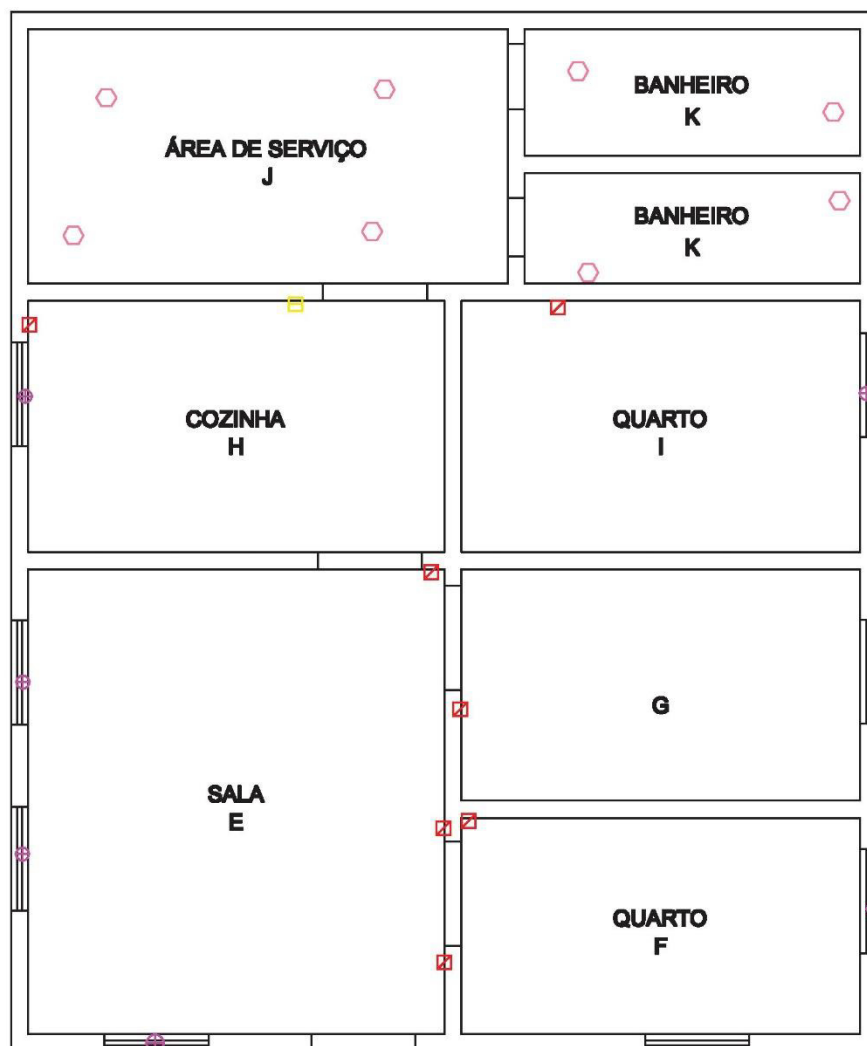 BANHEIRO
K
ÁREA DE SERVIÇO
J
BANHEIRO
K
COZINHA
H
QUARTO
I
G
SALA
E
QUARTO
F